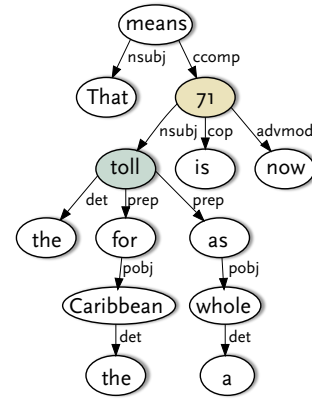 means
nsubj ccomp
That 71
nsubj cop advmod
toll is now
det prep prep
the for as
pobj pobj
Caribbean whole
det det
the a